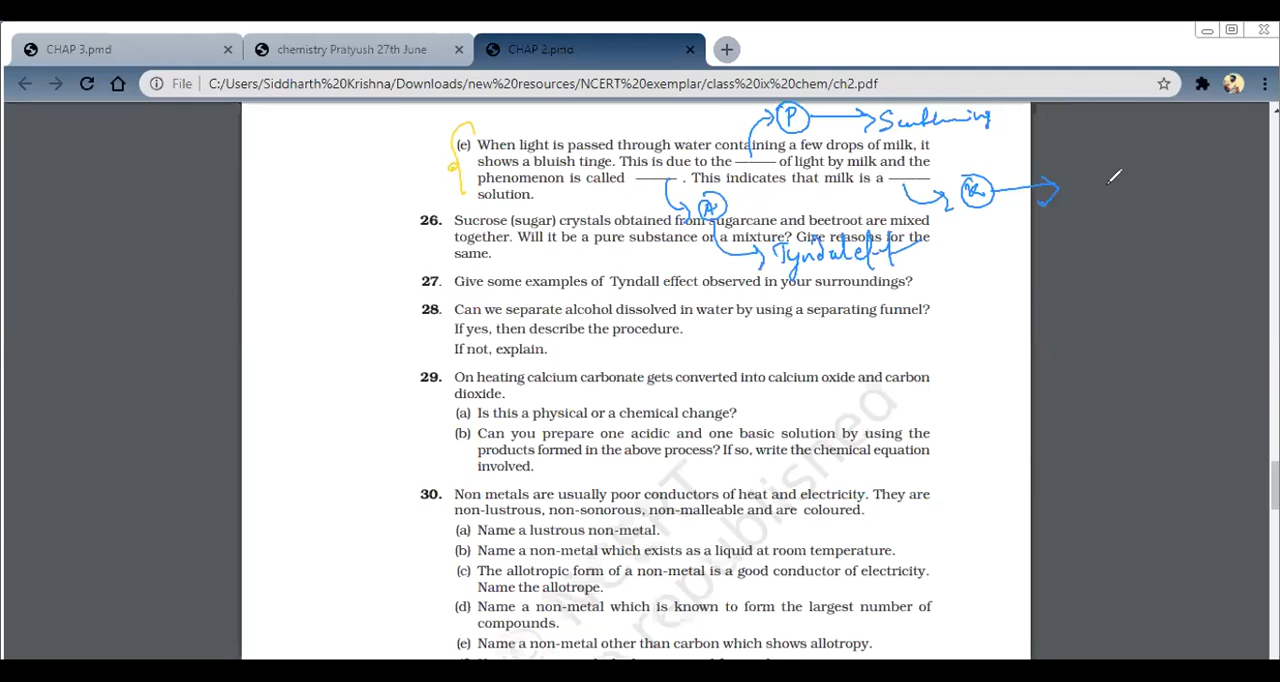 CHAP 3.pmd
chemistry Pratyush 27th June
CHAP 2.pmd
File C:/Users/Siddharth%20Krishna/Downloads/new%20resources/NCERT%20exemplar/class%20ix%20chem/ch2.pdf
P Scattering
(e) When light is passed through water containing a few drops of milk, it
shows a bluish tinge. This is due to the ——— of light by milk and the
phenomenon is called ——— . This indicates that milk is a ———
solution.
26. Sucrose (sugar) crystals obtained from sugarcane and beetroot are mixed
together. Will it be a pure substance or a mixture? Give reasons for the
same.
Tyndal effect
27. Give some examples of Tyndall effect observed in your surroundings?
28. Can we separate alcohol dissolved in water by using a separating funnel?
If yes, then describe the procedure.
If not, explain.
29. On heating calcium carbonate gets converted into calcium oxide and carbon
dioxide.
(a) Is this a physical or a chemical change?
(b) Can you prepare one acidic and one basic solution by using the
products formed in the above process? If so, write the chemical equation
involved.
30. Non metals are usually poor conductors of heat and electricity. They are
non-lustrous, non-sonorous, non-malleable and are coloured.
(a) Name a lustrous non-metal.
(b) Name a non-metal which exists as a liquid at room temperature.
(c) The allotropic form of a non-metal is a good conductor of electricity.
Name the allotrope.
(d) Name a non-metal which is known to form the largest number of
compounds.
(e) Name a non-metal other than carbon which shows allotropy.
© NCERT
republished